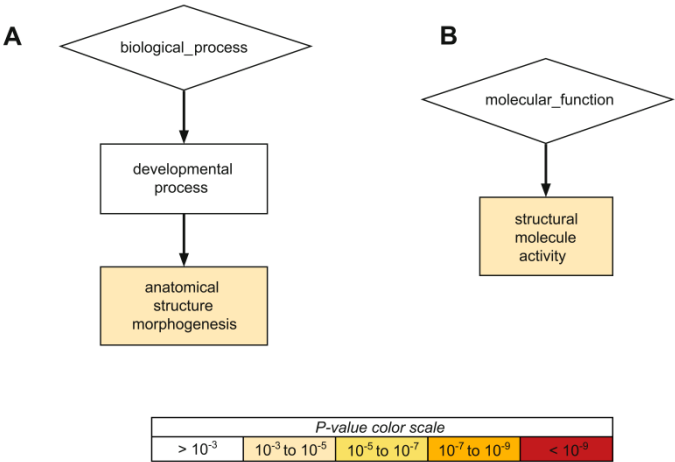 A
biological_process
developmental
process
anatomical
structure
morphogenesis
B
molecular_function
structural
molecule
activity
P-value color scale
> 10⁻³ 10⁻³ to 10⁻⁵ 10⁻⁵ to 10⁻⁷ 10⁻⁷ to 10⁻⁹ < 10⁻⁹